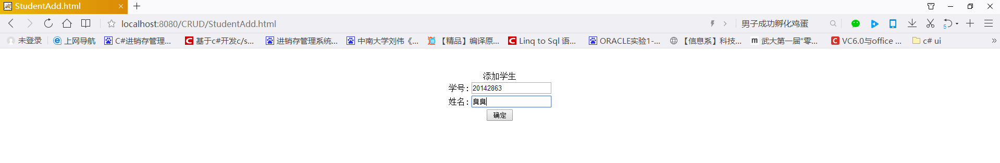 StudentAdd.html
localhost:8080/CRUD/StudentAdd.html
男子成功孵化鸡蛋
5
未登录
上网导航
C#进销存管理...
基于c#开发c/s...
进销存管理系统...
中南大学刘伟《...
【精品】编译原...
Linq to Sql 语...
ORACLE实验1-...
【信息系】科技...
m 武大第一届“零...
VC6.0与office ...
c# ui
添加学生
学号: 20142863
姓名: 臭臭
确定